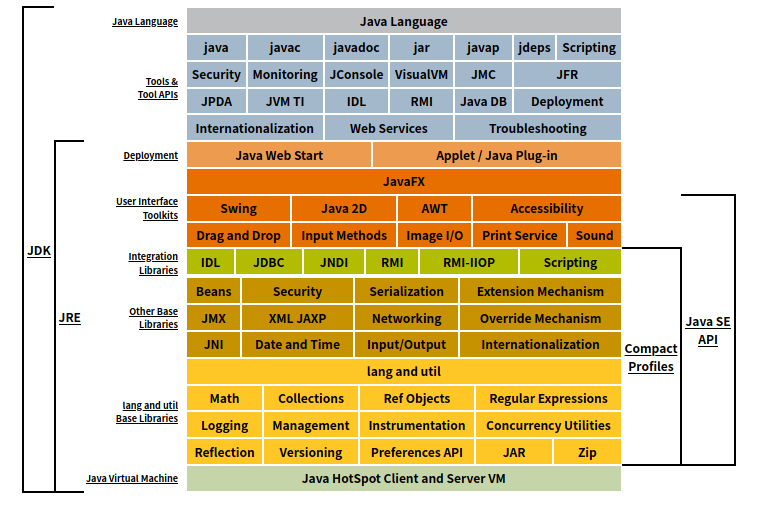 Java Language
Java Language
java javac javadoc jar javap jdeps Scripting
Tools &
Tool APIs
Security Monitoring JConsole VisualVM JMC JFR
JPDA JVM TI IDL RMI Java DB Deployment
Internationalization Web Services Troubleshooting
Deployment
Java Web Start Applet / Java Plug-in
JavaFX
User Interface
Toolkits
Swing Java 2D AWT Accessibility
Drag and Drop Input Methods Image I/O Print Service Sound
Integration
Libraries
IDL JDBC JNDI RMI RMI-IIOP Scripting
JDK
JRE
Other Base
Libraries
Beans Security Serialization Extension Mechanism
JMX XML JAXP Networking Override Mechanism
JNI Date and Time Input/Output Internationalization
Java SE
API
Compact
Profiles
lang and util
lang and util
Base Libraries
Math Collections Ref Objects Regular Expressions
Logging Management Instrumentation Concurrency Utilities
Reflection Versioning Preferences API JAR Zip
Java Virtual Machine
Java HotSpot Client and Server VM